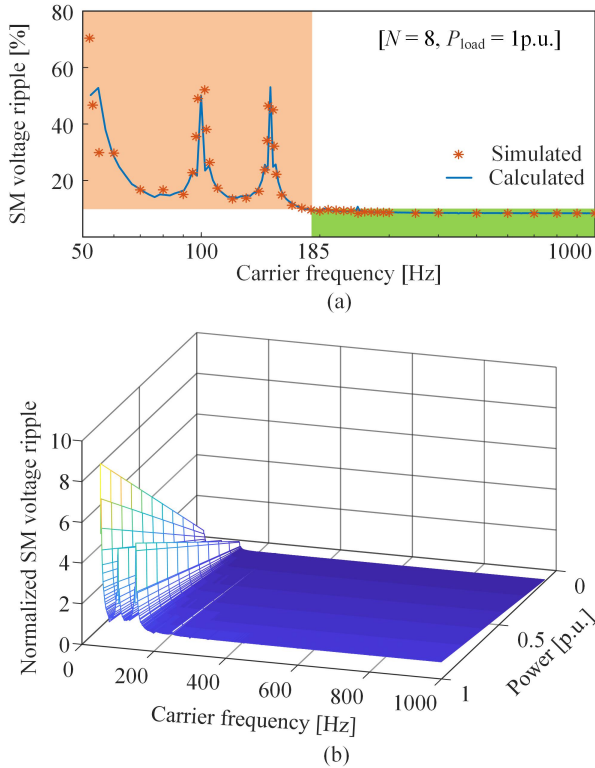 SM voltage ripple [%]
80
60
40
20
[N = 8, Pload = 1p.u.]
Simulated
Calculated
50
100
185
1000
Carrier frequency [Hz]
(a)
Normalized SM voltage ripple
10
8
6
4
2
0
0
200
400
600
800
1000
Carrier frequency [Hz]
0
0.5
1
Power [p.u.]
(b)